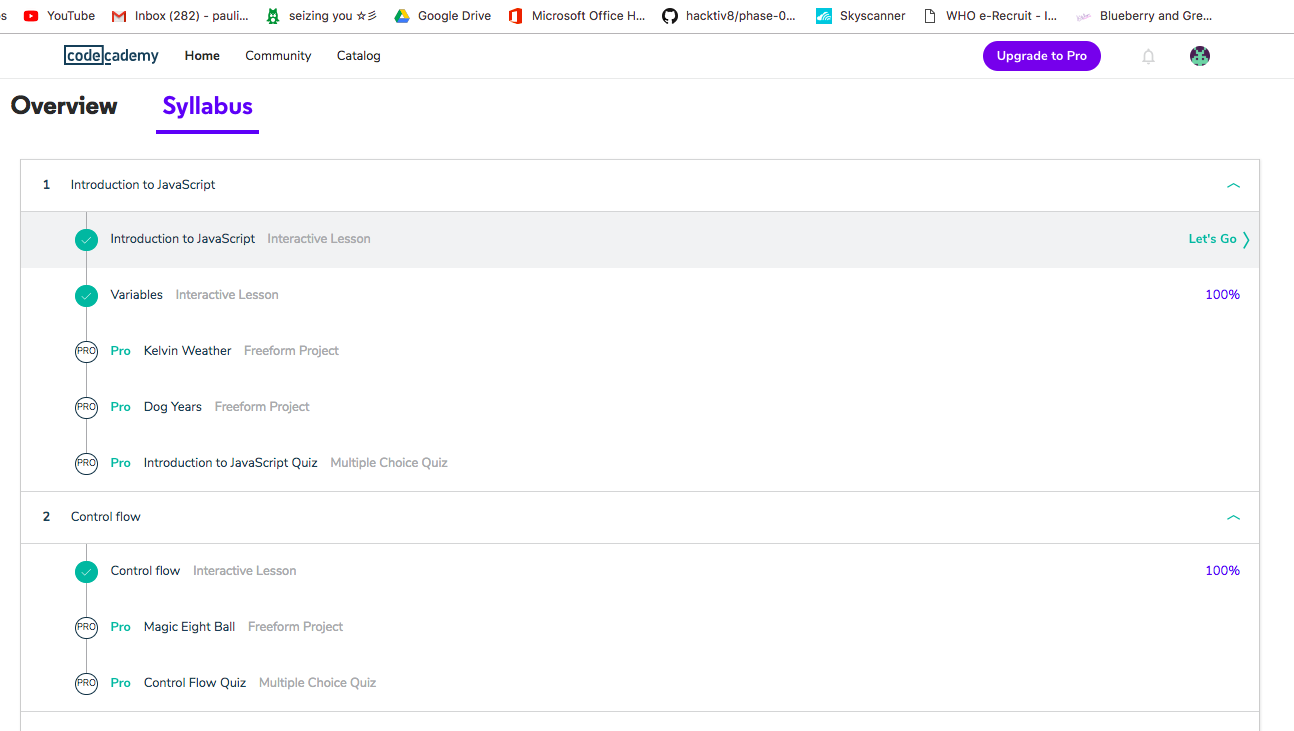 s YouTube Inbox (282) - pauli... seizing you ☆彡 Google Drive Microsoft Office H... hacktiv8/phase-0... Skyscanner WHO e-Recruit - I... Blueberry and Gre...
codecademy Home Community Catalog Upgrade to Pro
Overview Syllabus
1 Introduction to JavaScript
Introduction to JavaScript Interactive Lesson Let's Go
Variables Interactive Lesson 100%
PRO Pro Kelvin Weather Freeform Project
PRO Pro Dog Years Freeform Project
PRO Pro Introduction to JavaScript Quiz Multiple Choice Quiz
2 Control flow
Control flow Interactive Lesson 100%
PRO Pro Magic Eight Ball Freeform Project
PRO Pro Control Flow Quiz Multiple Choice Quiz